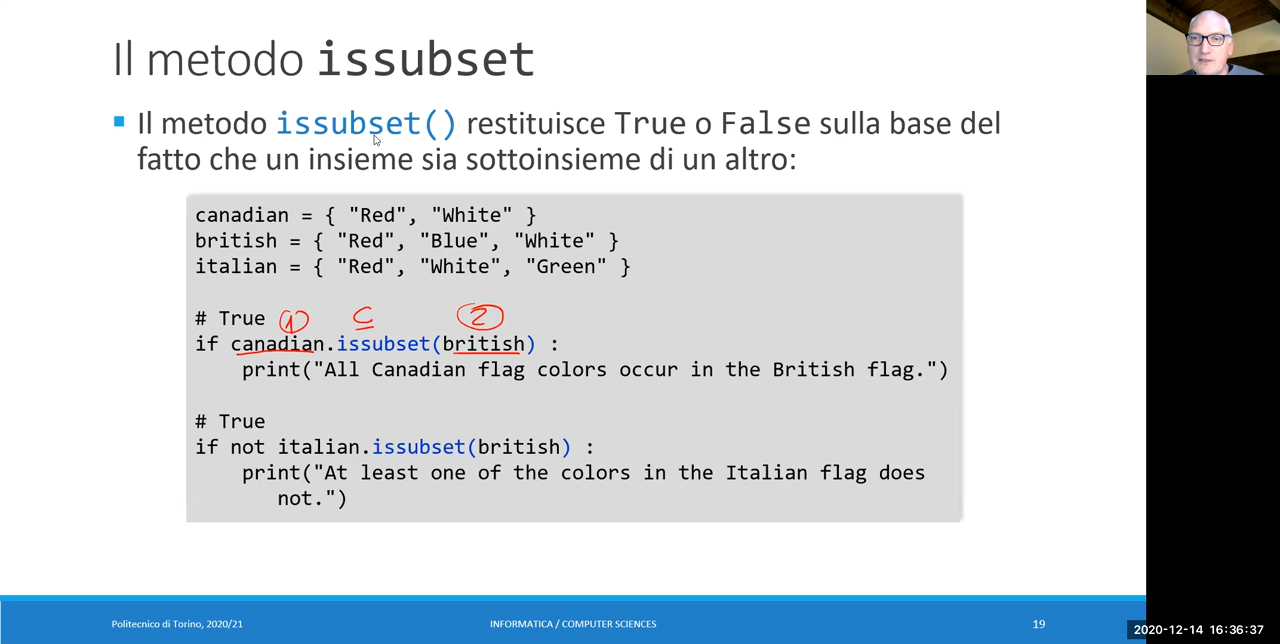 Il metodo issubset
Il metodo issubset() restituisce True o False sulla base del
fatto che un insieme sia sottoinsieme di un altro:
canadian = { "Red", "White" }
british = { "Red", "Blue", "White" }
italian = { "Red", "White", "Green" }
# True 1 ⊆ 2
if canadian.issubset(british) :
print("All Canadian flag colors occur in the British flag.")
# True
if not italian.issubset(british) :
print("At least one of the colors in the Italian flag does
not.")
Politecnico di Torino, 2020/21 INFORMATICA / COMPUTER SCIENCES 19
2020-12-14 16:36:37